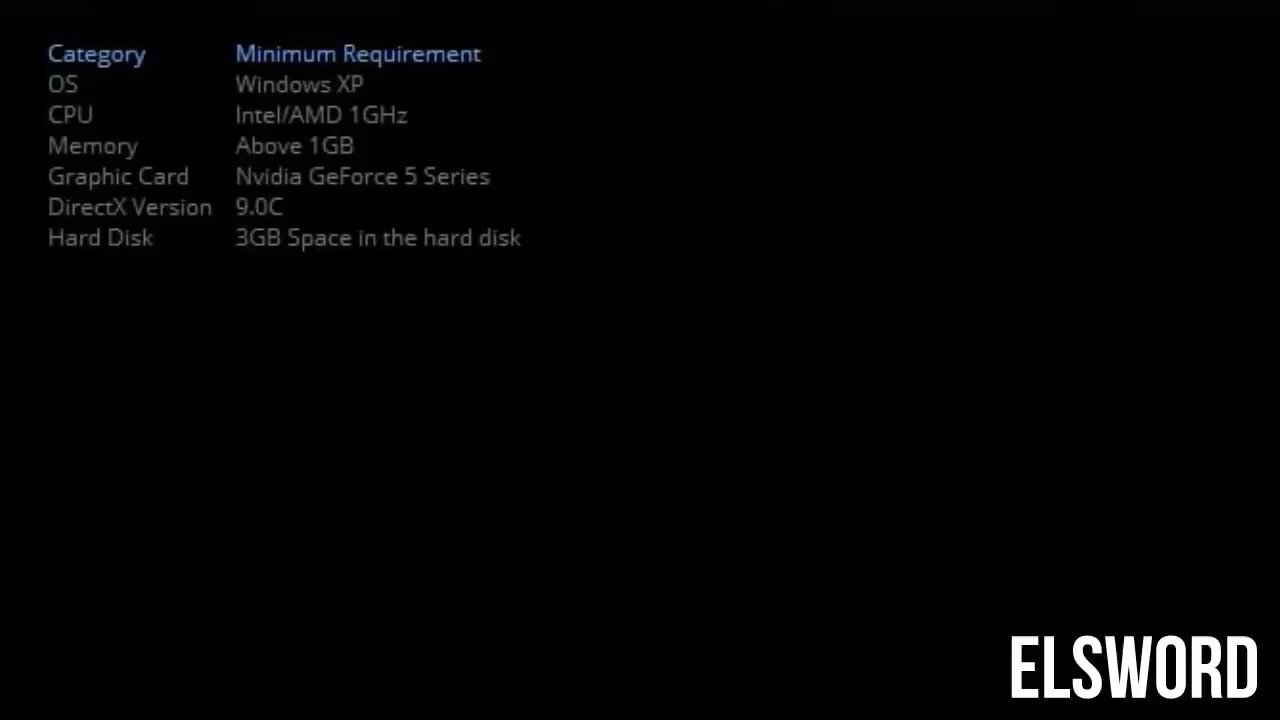 Category Minimum Requirement
OS Windows XP
CPU Intel/AMD 1GHz
Memory Above 1GB
Graphic Card Nvidia GeForce 5 Series
DirectX Version 9.0C
Hard Disk 3GB Space in the hard disk
ELSWORD